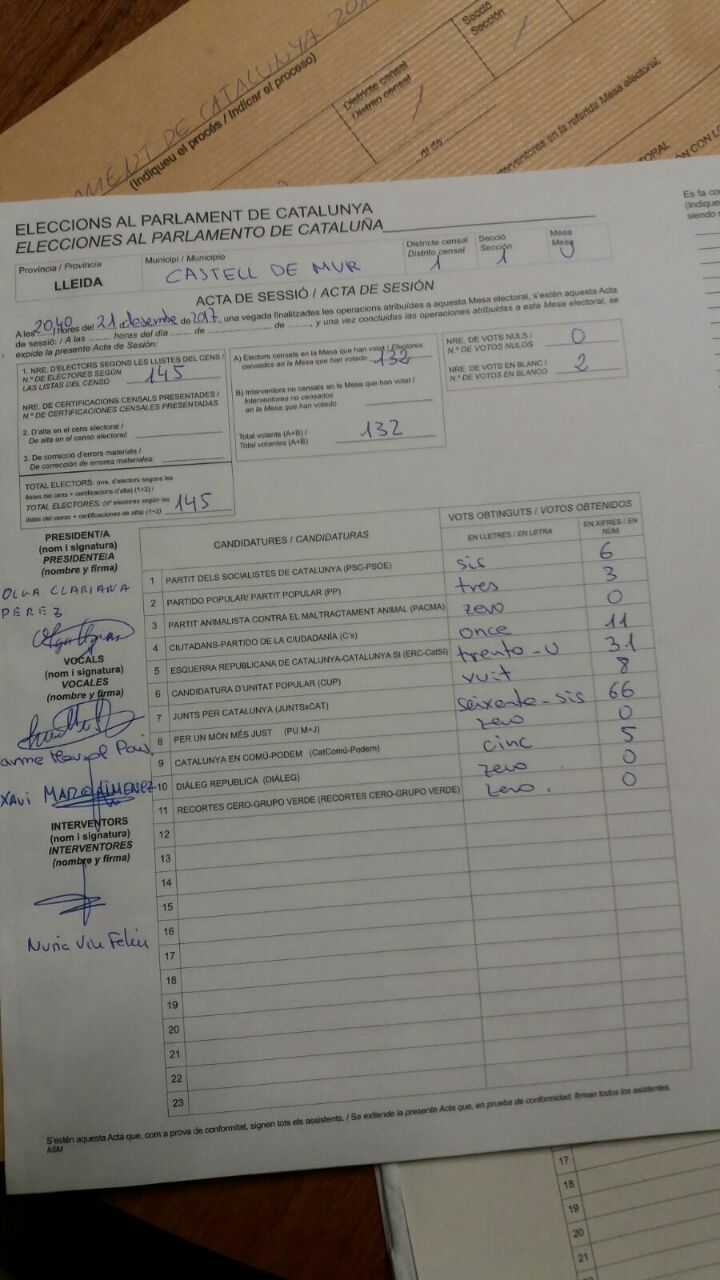 MENT DE CATALUNYA 201
(Indiqueu el procés / Indicar el proceso)
Districte censal
Distrito censal
Secció
Sección
/
/
nterventores en la referida Mesa electoral,
ELECCIONS AL PARLAMENT DE CATALUNYA
ELECCIONES AL PARLAMENTO DE CATALUÑA
Província / Provincia
LLEIDA
Municipi / Municipio
CASTELL DE MUR
Districte censal
Distrito censal
1
Secció
Sección
1
Mesa
Mesa
U
ACTA DE SESSIÓ / ACTA DE SESIÓN
A les 20,40 hores del 21 desembre de 2017, una vegada finalitzades les operacions atribuïdes a aquesta Mesa electoral, s'estén aquesta Acta
de sessió: / A las ........ horas del día ........ de ........................ de ........, y una vez concluidas las operaciones atribuidas a esta Mesa electoral, se
expide la presente Acta de Sesión:
1. NRE. D'ELECTORS SEGONS LES LLISTES DEL CENS /
N.º DE ELECTORES SEGÚN
LAS LISTAS DEL CENSO
145
NRE. DE CERTIFICACIONS CENSALS PRESENTADES /
N.º DE CERTIFICACIONES CENSALES PRESENTADAS
2. D'alta en el cens electoral /
De alta en el censo electoral:
3. De correcció d'errors materials /
De corrección de errores materiales:
TOTAL ELECTORS: (nre. d'electors segons les
llistes del cens + certificacions d'alta) (1+2) /
TOTAL ELECTORES: (nº electores según las
listas del censo + certificaciones de alta) (1+2)
145
A) Electors censats en la Mesa que han votat / Electores
censados en la Mesa que han votado
132
B) Interventors no censats en la Mesa que han votat /
Interventores no censados
en la Mesa que han votado
Total votants (A+B) /
Total votantes (A+B)
132
NRE. DE VOTS NULS /
N.º DE VOTOS NULOS
0
NRE. DE VOTS EN BLANC /
N.º DE VOTOS EN BLANCO
2
PRESIDENT/A
(nom i signatura)
PRESIDENTE/A
(nombre y firma)
OLGA CLARIANA
PEREZ
VOCALS
(nom i signatura)
VOCALES
(nombre y firma)
XAVI MAZA JIMENEZ
INTERVENTORS
(nom i signatura)
INTERVENTORES
(nombre y firma)
CANDIDATURES / CANDIDATURAS
VOTS OBTINGUTS / VOTOS OBTENIDOS
EN LLETRES / EN LETRA
EN XIFRES / EN NÚM.
1 PARTIT DELS SOCIALISTES DE CATALUNYA (PSC-PSOE) sis 6
2 PARTIDO POPULAR/ PARTIT POPULAR (PP) tres 3
3 PARTIT ANIMALISTA CONTRA EL MALTRACTAMENT ANIMAL (PACMA) zero 0
4 CIUTADANS-PARTIDO DE LA CIUDADANÍA (C's) once 11
5 ESQUERRA REPUBLICANA DE CATALUNYA-CATALUNYA SI (ERC-CatSí) trenta-u 31
6 CANDIDATURA D'UNITAT POPULAR (CUP) vuit 8
7 JUNTS PER CATALUNYA (JUNTSxCAT) seixanta-sis 66
8 PER UN MÓN MÉS JUST (PU M+J) zero 0
9 CATALUNYA EN COMÚ-PODEM (CatComú-Podem) cinc 5
10 DIÀLEG REPUBLICÀ (DIÀLEG) zero 0
11 RECORTES CERO-GRUPO VERDE (RECORTES CERO-GRUPO VERDE) zero. 0
12
13
14
15
16
17
18
19
20
21
22
23
S'estén aquesta Acta que, com a prova de conformitat, signen tots els assistents. / Se extiende la presente Acta que, en prueba de conformidad, firman todos los asistentes.
ASM
Es fa co
(Indique
siendo
17
18
19
20
21